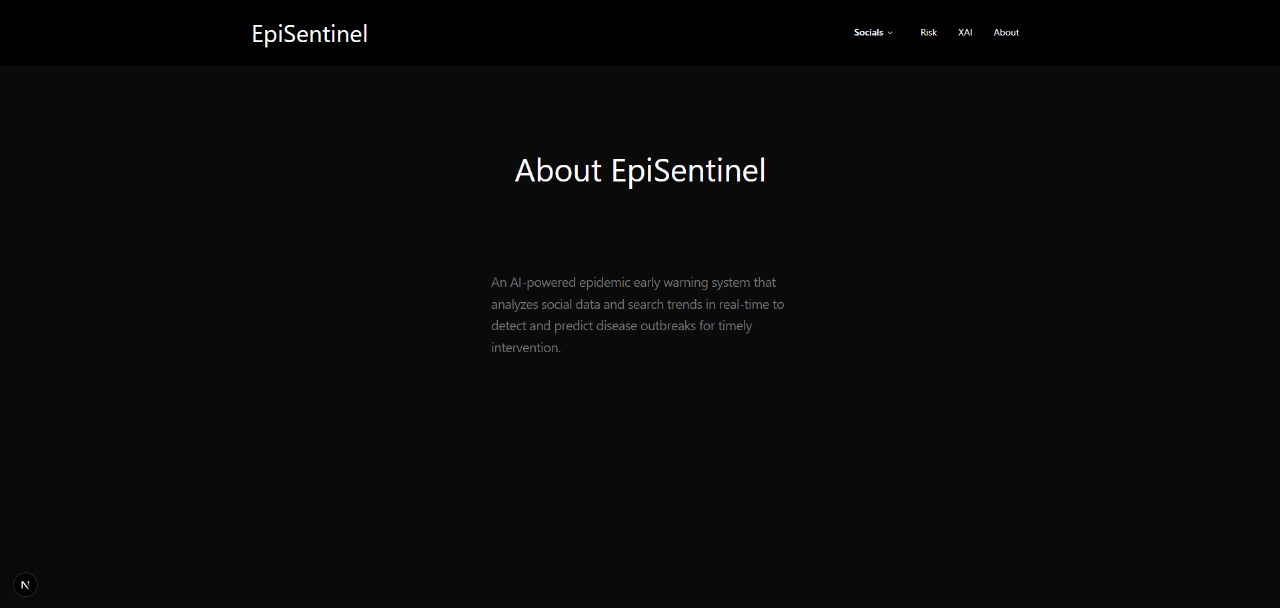 EpiSentinel
Socials
Risk
XAI
About
About EpiSentinel
An AI-powered epidemic early warning system that
analyzes social data and search trends in real-time to
detect and predict disease outbreaks for timely
intervention.
N